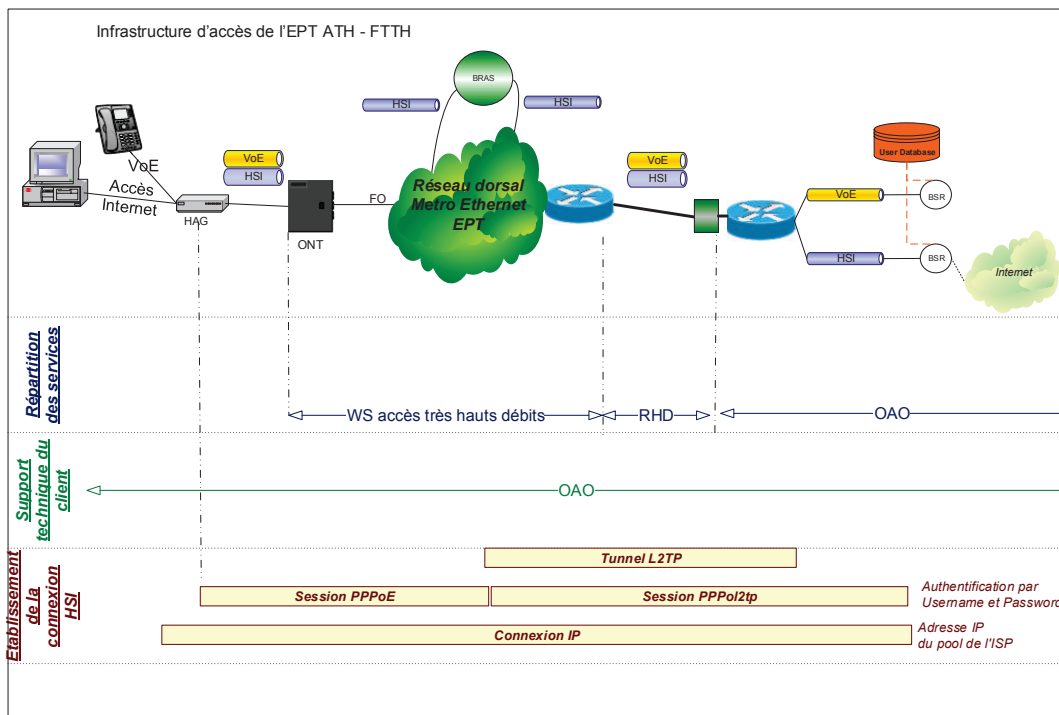 Infrastructure d'accès de l'EPT ATH - FTTH
BRAS
HSI
HSI
VoE
Accès
Internet
HAG
VoE
HSI
ONT
FO
Réseau dorsal
Metro Ethernet
EPT
VoE
HSI
User Database
VoE
BSR
HSI
BSR
Internet
Répartition
des services
WS accès très hauts débits
RHD
OAO
Support
technique du
client
OAO
Etablissement
de la
connexion
HSI
Tunnel L2TP
Session PPPoE
Session PPPol2tp
Authentification par
Username et Password
Connexion IP
Adresse IP
du pool de l'ISP